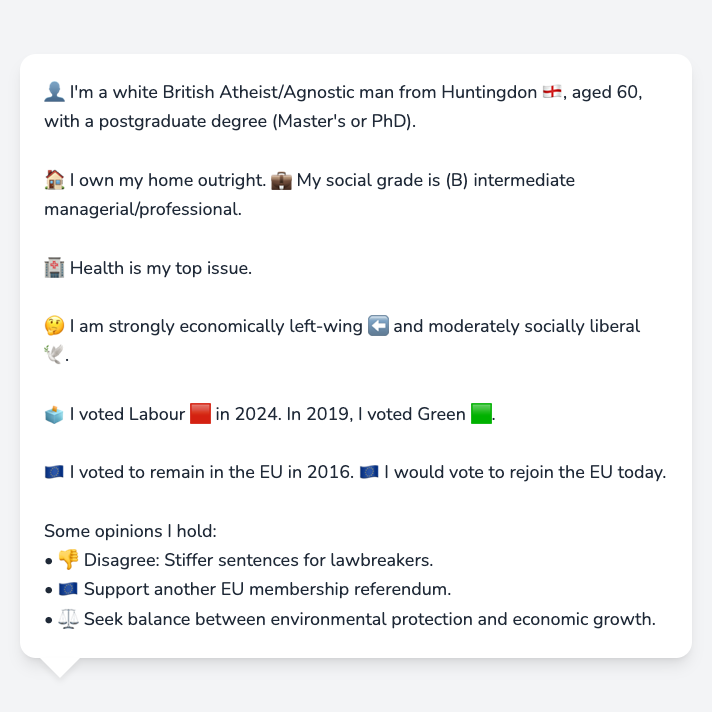 👤 I'm a white British Atheist/Agnostic man from Huntingdon 🏴󠁧󠁢󠁥󠁮󠁧󠁿, aged 60,
with a postgraduate degree (Master's or PhD).
🏠 I own my home outright. 💼 My social grade is (B) intermediate
managerial/professional.
🏥 Health is my top issue.
🤔 I am strongly economically left-wing ⬅️ and moderately socially liberal
🕊️.
🗳️ I voted Labour 🟥 in 2024. In 2019, I voted Green 🟩.
🇪🇺 I voted to remain in the EU in 2016. 🇪🇺 I would vote to rejoin the EU today.
Some opinions I hold:
• 👎 Disagree: Stiffer sentences for lawbreakers.
• 🇪🇺 Support another EU membership referendum.
• ⚖️ Seek balance between environmental protection and economic growth.